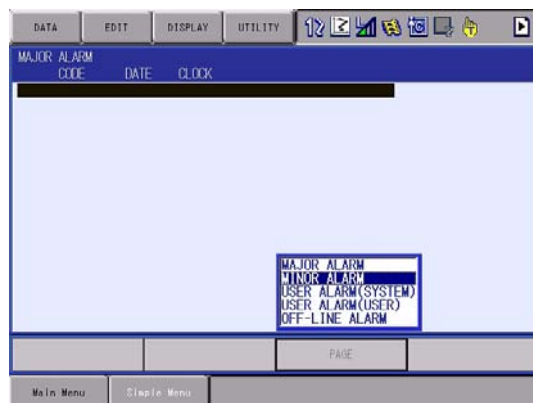 DATA EDIT DISPLAY UTILITY
MAJOR ALARM
CODE DATE CLOCK
MAJOR ALARM
MINOR ALARM
USER ALARM(SYSTEM)
USER ALARM(USER)
OFF-LINE ALARM
PAGE
Main Menu Simple Menu